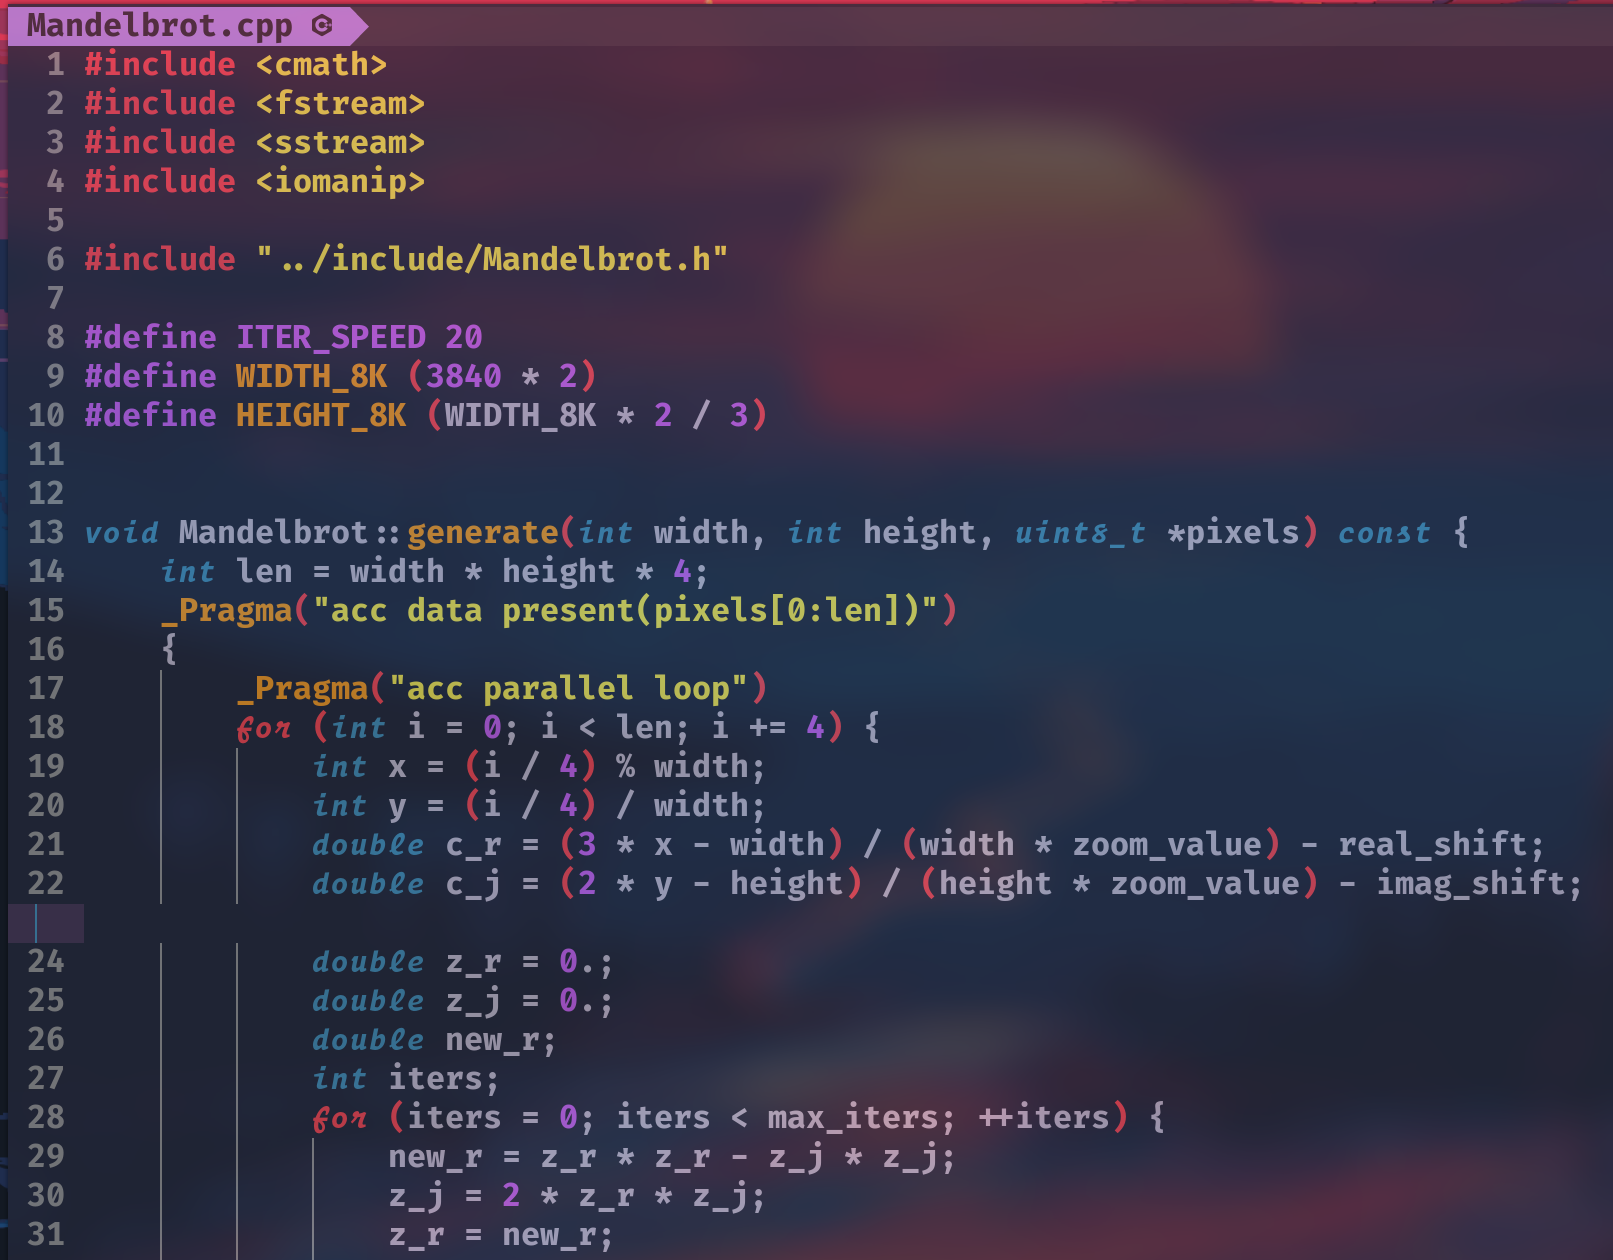 Mandelbrot.cpp
1 #include <cmath>
2 #include <fstream>
3 #include <sstream>
4 #include <iomanip>
5
6 #include "../include/Mandelbrot.h"
7
8 #define ITER_SPEED 20
9 #define WIDTH_8K (3840 * 2)
10 #define HEIGHT_8K (WIDTH_8K * 2 / 3)
11
12
13 void Mandelbrot::generate(int width, int height, uint8_t *pixels) const {
14     int len = width * height * 4;
15     _Pragma("acc data present(pixels[0:len])")
16     {
17         _Pragma("acc parallel loop")
18         for (int i = 0; i < len; i += 4) {
19             int x = (i / 4) % width;
20             int y = (i / 4) / width;
21             double c_r = (3 * x - width) / (width * zoom_value) - real_shift;
22             double c_j = (2 * y - height) / (height * zoom_value) - imag_shift;
24             double z_r = 0.;
25             double z_j = 0.;
26             double new_r;
27             int iters;
28             for (iters = 0; iters < max_iters; ++iters) {
29                 new_r = z_r * z_r - z_j * z_j;
30                 z_j = 2 * z_r * z_j;
31                 z_r = new_r;